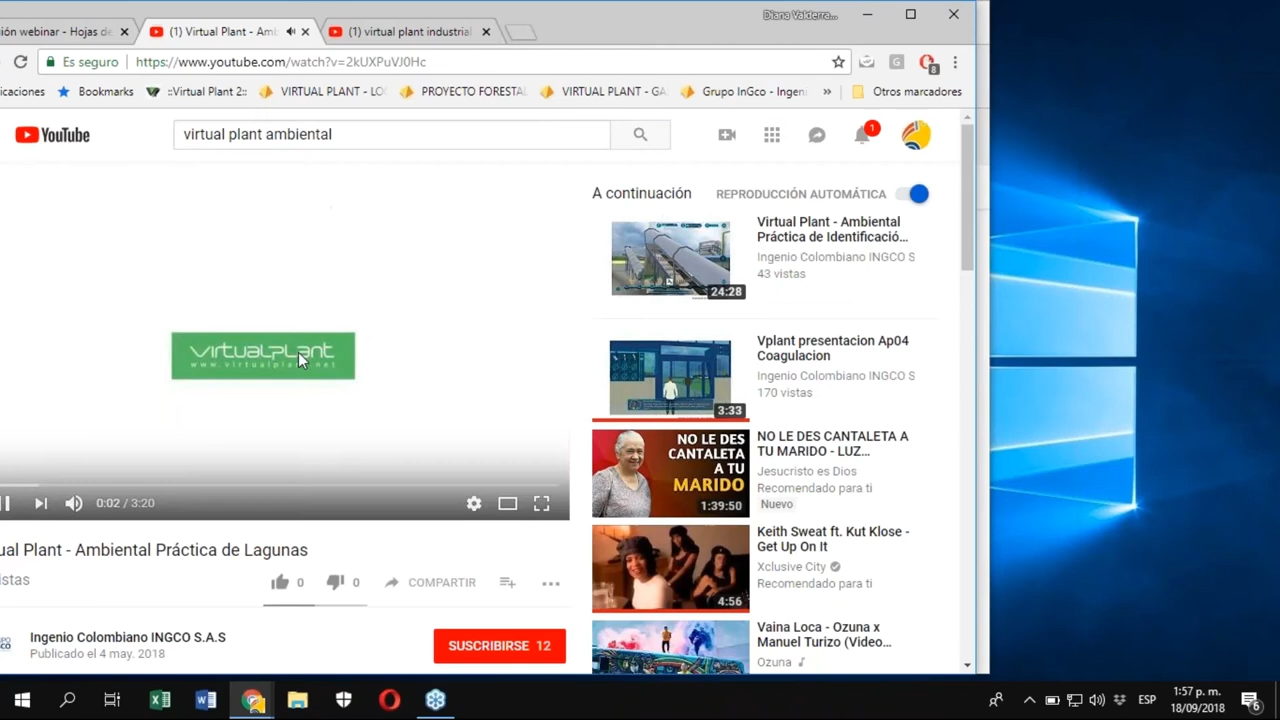 Diana Valderra...
ión webinar - Hojas de
(1) Virtual Plant - Ambi
(1) virtual plant industrial
Es seguro
https://www.youtube.com/watch?v=2kUXPuVJ0Hc
G
8
icaciones
Bookmarks
::Virtual Plant 2::
VIRTUAL PLANT - LO
PROYECTO FORESTAL
VIRTUAL PLANT - GA
Grupo InGco - Ingeni
»
Otros marcadores
YouTube
virtual plant ambiental
1
A continuación
REPRODUCCIÓN AUTOMÁTICA
Virtual Plant - Ambiental
Práctica de Identificació...
Ingenio Colombiano INGCO S
43 vistas
24:28
virtualplant
www.virtualplant.net
Vplant presentacion Ap04
Coagulacion
Ingenio Colombiano INGCO S
170 vistas
3:33
NO LE DES
CANTALETA
A TU
MARIDO
1:39:50
NO LE DES CANTALETA A
TU MARIDO - LUZ...
Jesucristo es Dios
Recomendado para ti
Nuevo
0:02 / 3:20
Keith Sweat ft. Kut Klose -
Get Up On It
Xclusive City
Recomendado para ti
4:56
ual Plant - Ambiental Práctica de Lagunas
istas
0
0
COMPARTIR
Vaina Loca - Ozuna x
Manuel Turizo (Video...
Ozuna
Ingenio Colombiano INGCO S.A.S
Publicado el 4 may. 2018
SUSCRIBIRSE 12
ESP
1:57 p. m.
18/09/2018
6